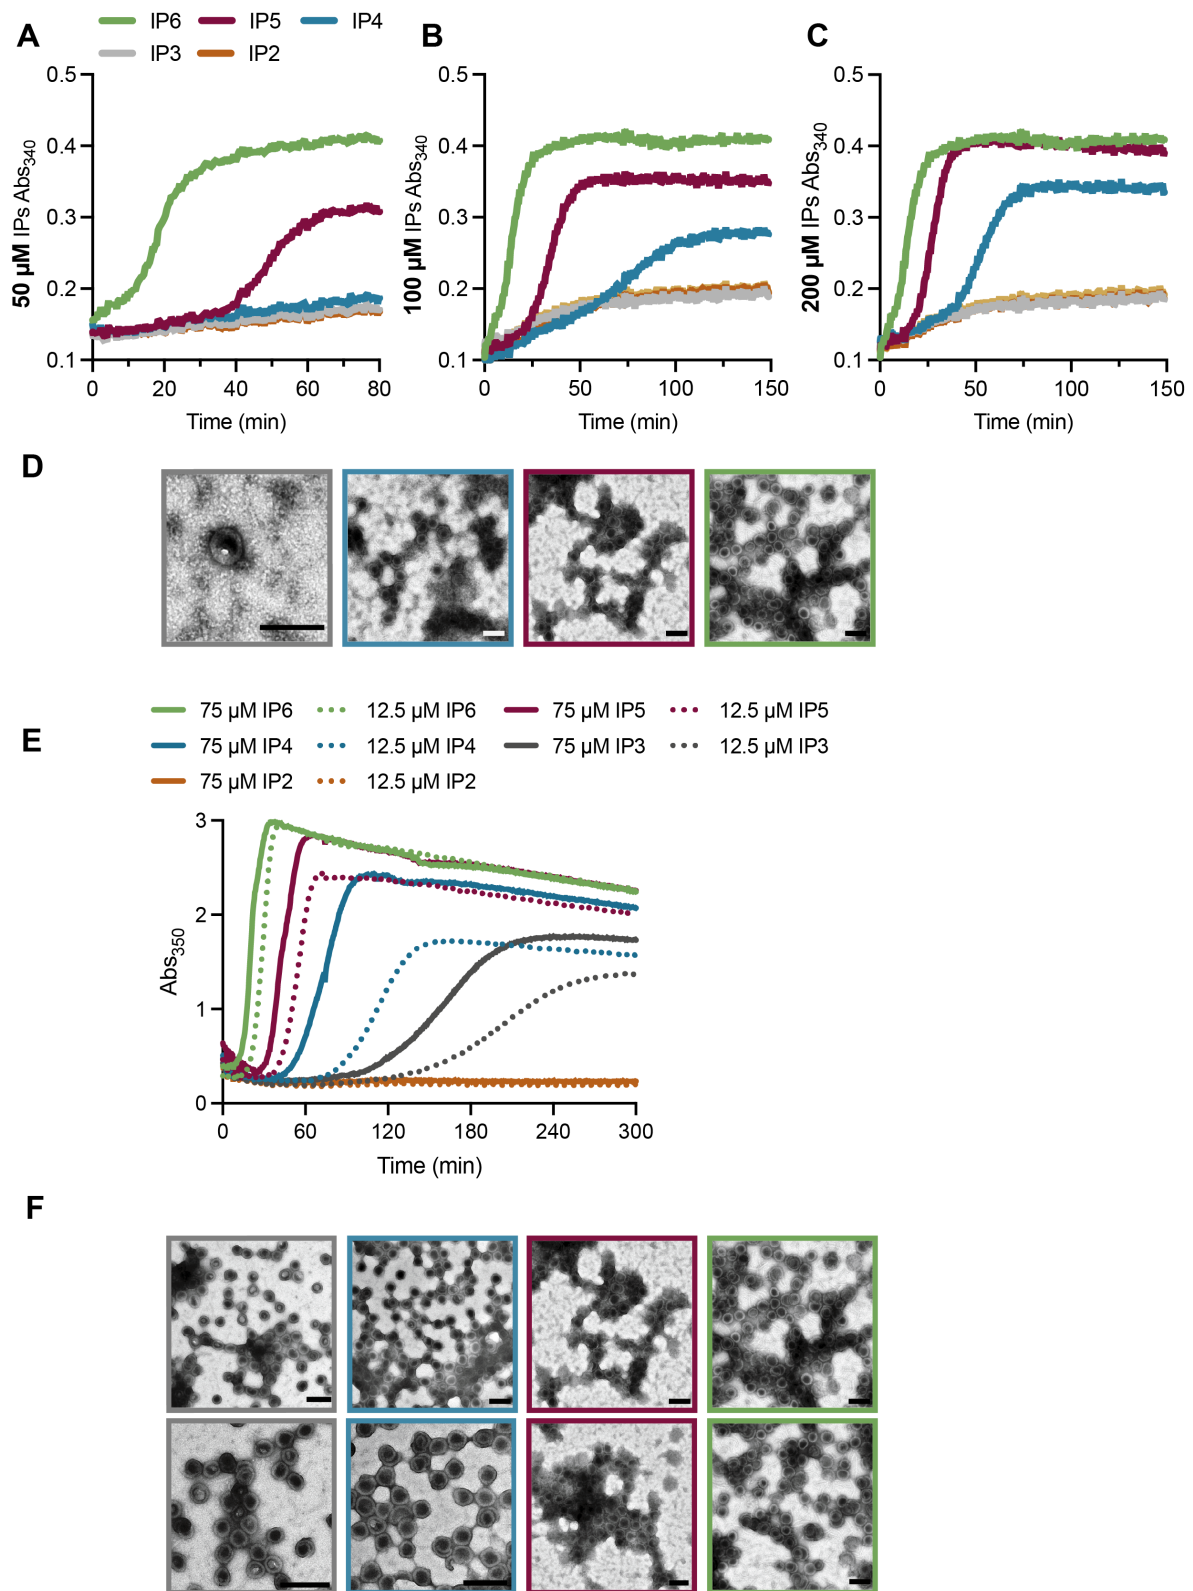 IP6 IP5 IP4
IP3 IP2
A B C
50 µM IPs Abs340
0.5
0.4
0.3
0.2
0.1
0 20 40 60 80
Time (min)
100 µM IPs Abs340
0.5
0.4
0.3
0.2
0.1
0 50 100 150
Time (min)
200 µM IPs Abs340
0.5
0.4
0.3
0.2
0.1
0 50 100 150
Time (min)
D
75 µM IP6 12.5 µM IP6 75 µM IP5 12.5 µM IP5
E
75 µM IP4 12.5 µM IP4 75 µM IP3 12.5 µM IP3
75 µM IP2 12.5 µM IP2
Abs350
3
2
1
0
0 60 120 180 240 300
Time (min)
F